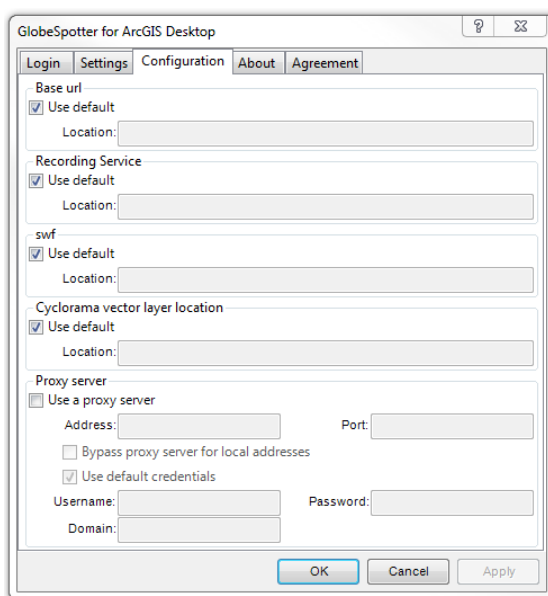 GlobeSpotter for ArcGIS Desktop
Login Settings Configuration About Agreement
Base url
Use default
Location:
Recording Service
Use default
Location:
swf
Use default
Location:
Cyclorama vector layer location
Use default
Location:
Proxy server
Use a proxy server
Address: Port:
Bypass proxy server for local addresses
Use default credentials
Username: Password:
Domain:
OK Cancel Apply